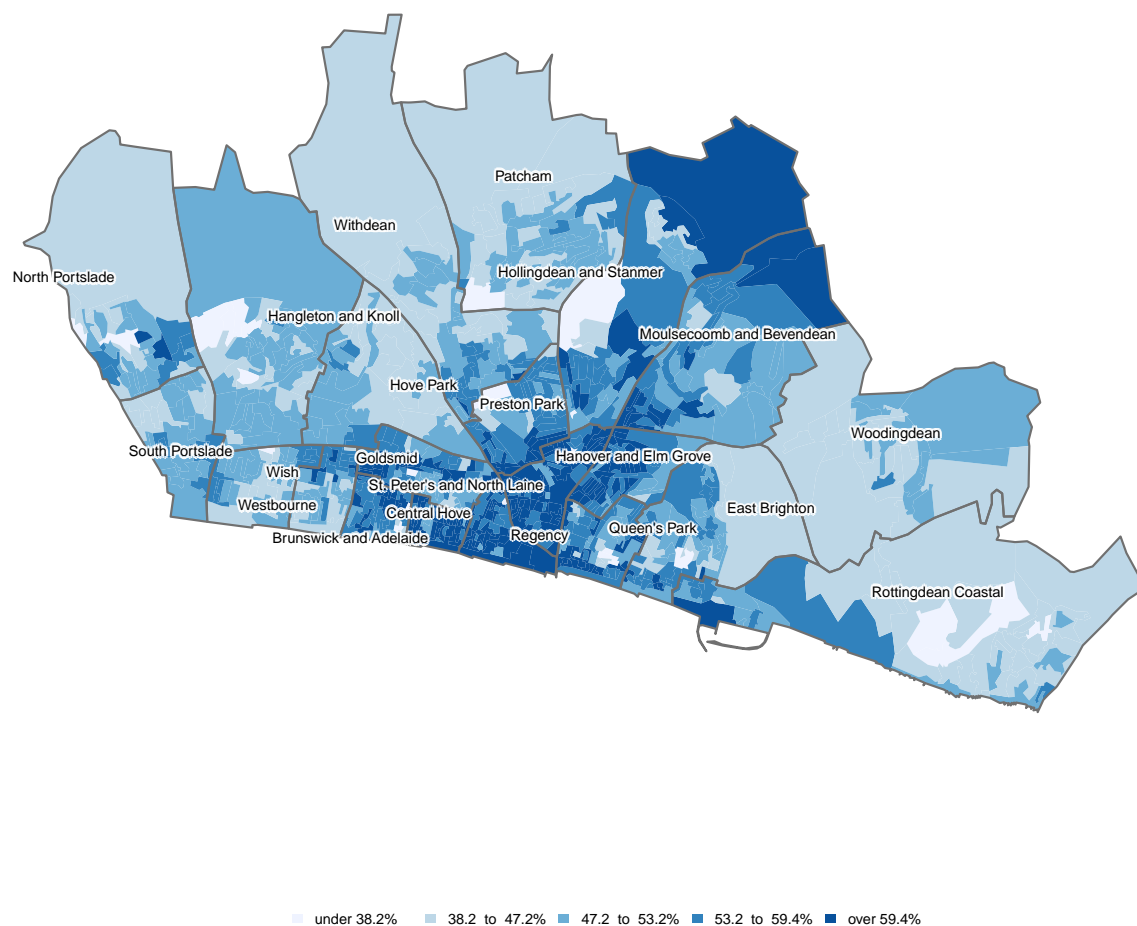 Patcham
Withdean
Hollingdean and Stanmer
North Portslade
Hangleton and Knoll
Moulsecoomb and Bevendean
Hove Park
Preston Park
Woodingdean
South Portslade
Goldsmid
Hanover and Elm Grove
Wish
St. Peter's and North Laine
Westbourne
Central Hove
East Brighton
Queen's Park
Brunswick and Adelaide
Regency
Rottingdean Coastal
under 38.2% 38.2 to 47.2% 47.2 to 53.2% 53.2 to 59.4% over 59.4%